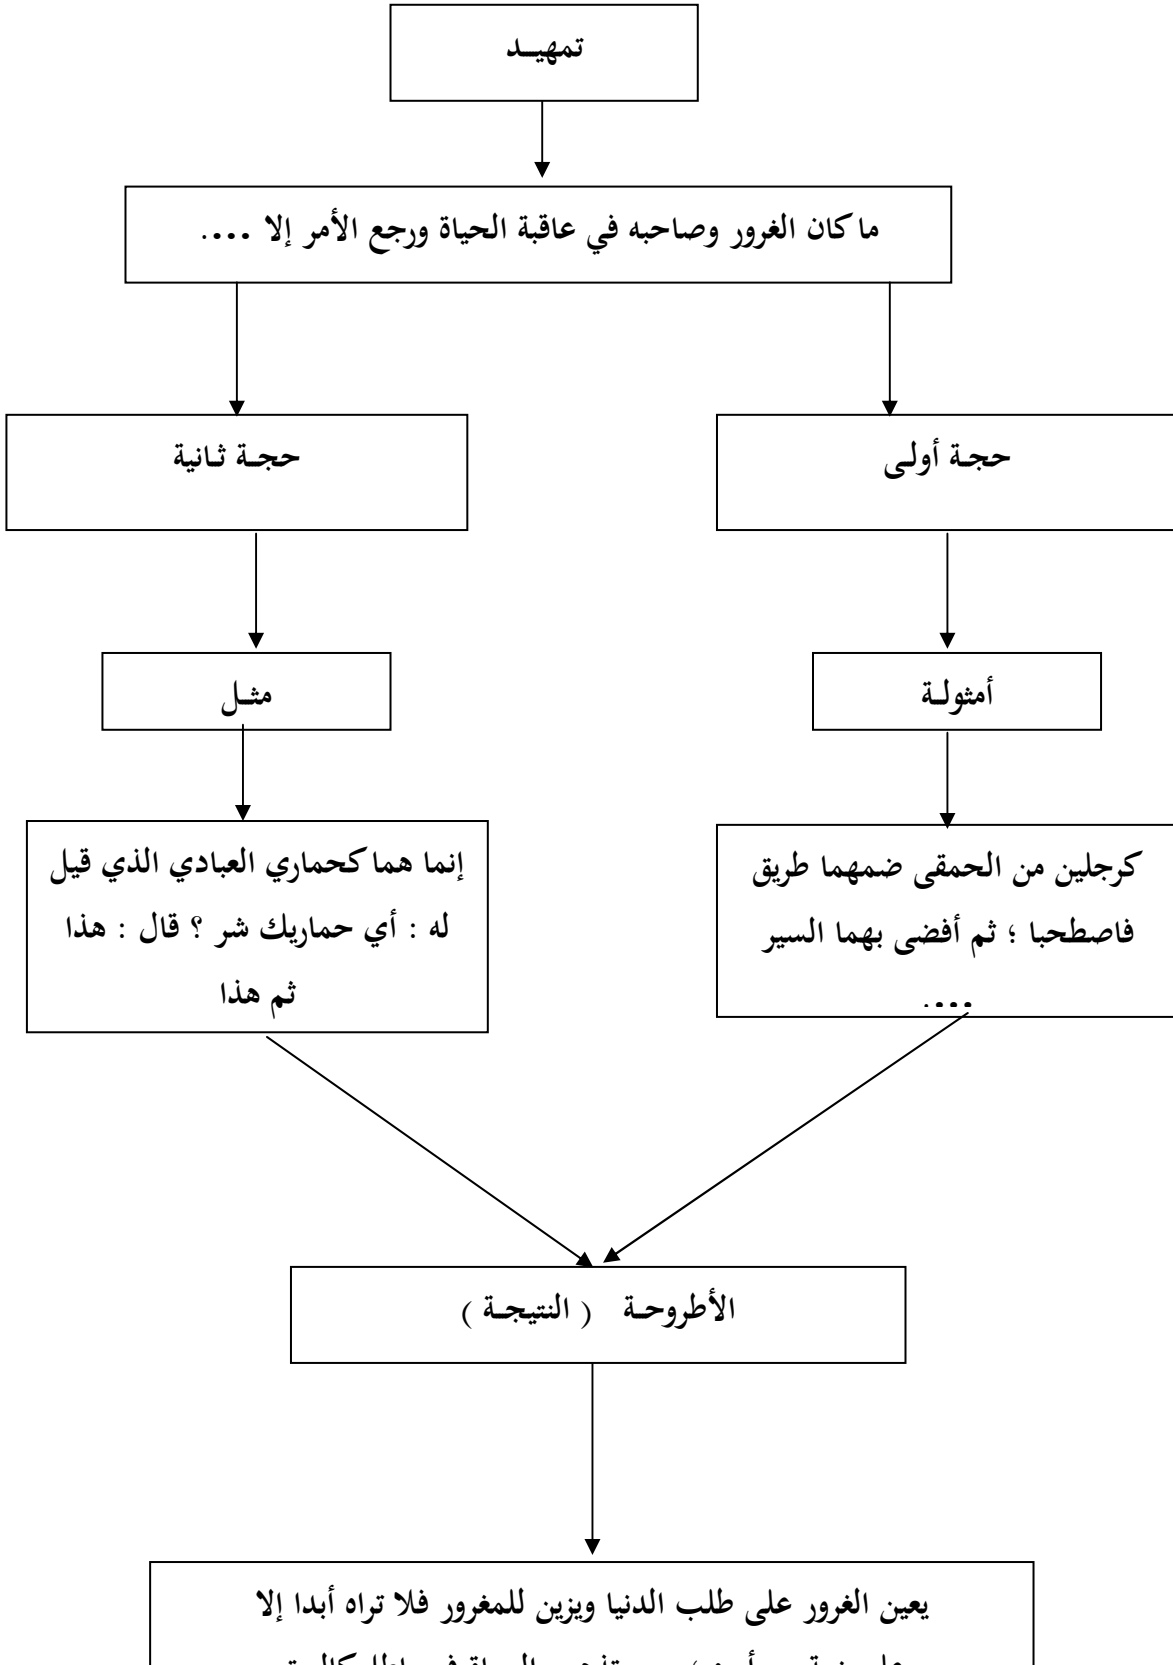 تمهيـد
ما كان الغرور وصاحبه في عاقبة الحياة ورجع الأمر إلا ....
حجـة أولـى
حجـة ثـانية
أمثولـة
مثـل
كرجلين من الحمقى ضمهما طريق
فاصطحبا ؛ ثم أفضى بهما السير
....
إنما هما كحماري العبادي الذي قيل
له : أي حماريك شر ؟ قال : هذا
ثم هذا
الأطروحـة ( النتيجـة )
يعين الغرور على طلب الدنيا ويزين للمغرور فلا تراه أبدا إلا